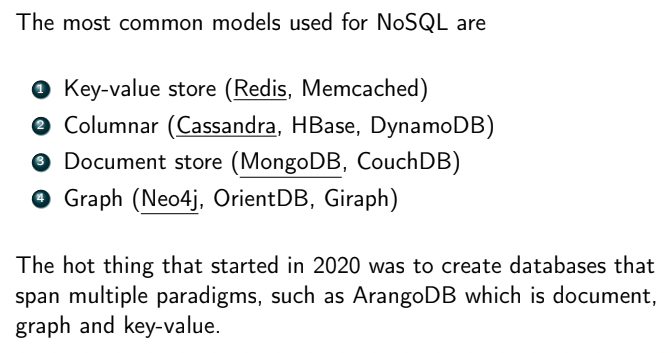 The most common models used for NoSQL are
1 Key-value store (Redis, Memcached)
2 Columnar (Cassandra, HBase, DynamoDB)
3 Document store (MongoDB, CouchDB)
4 Graph (Neo4j, OrientDB, Giraph)
The hot thing that started in 2020 was to create databases that
span multiple paradigms, such as ArangoDB which is document,
graph and key-value.